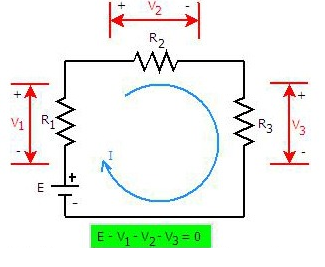 + V2 -
R2
+
V1
-
R1
I
R3
+
V3
-
E
+
-
E - V1 - V2 - V3 = 0